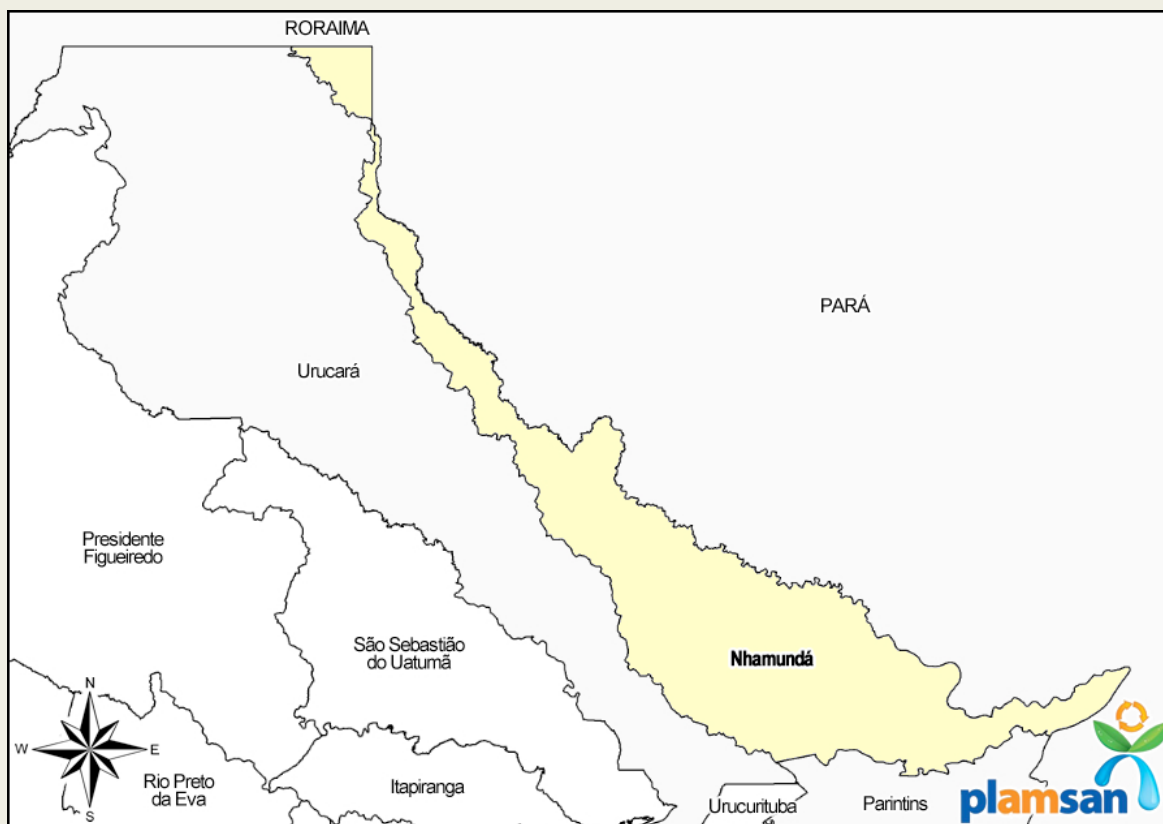 RORAIMA
PARÁ
Urucará
Presidente
Figueiredo
São Sebastião
do Uatumã
Nhamundá
N
W
E
S
Rio Preto
da Eva
Itapiranga
Urucurituba
Parintins
plamsan